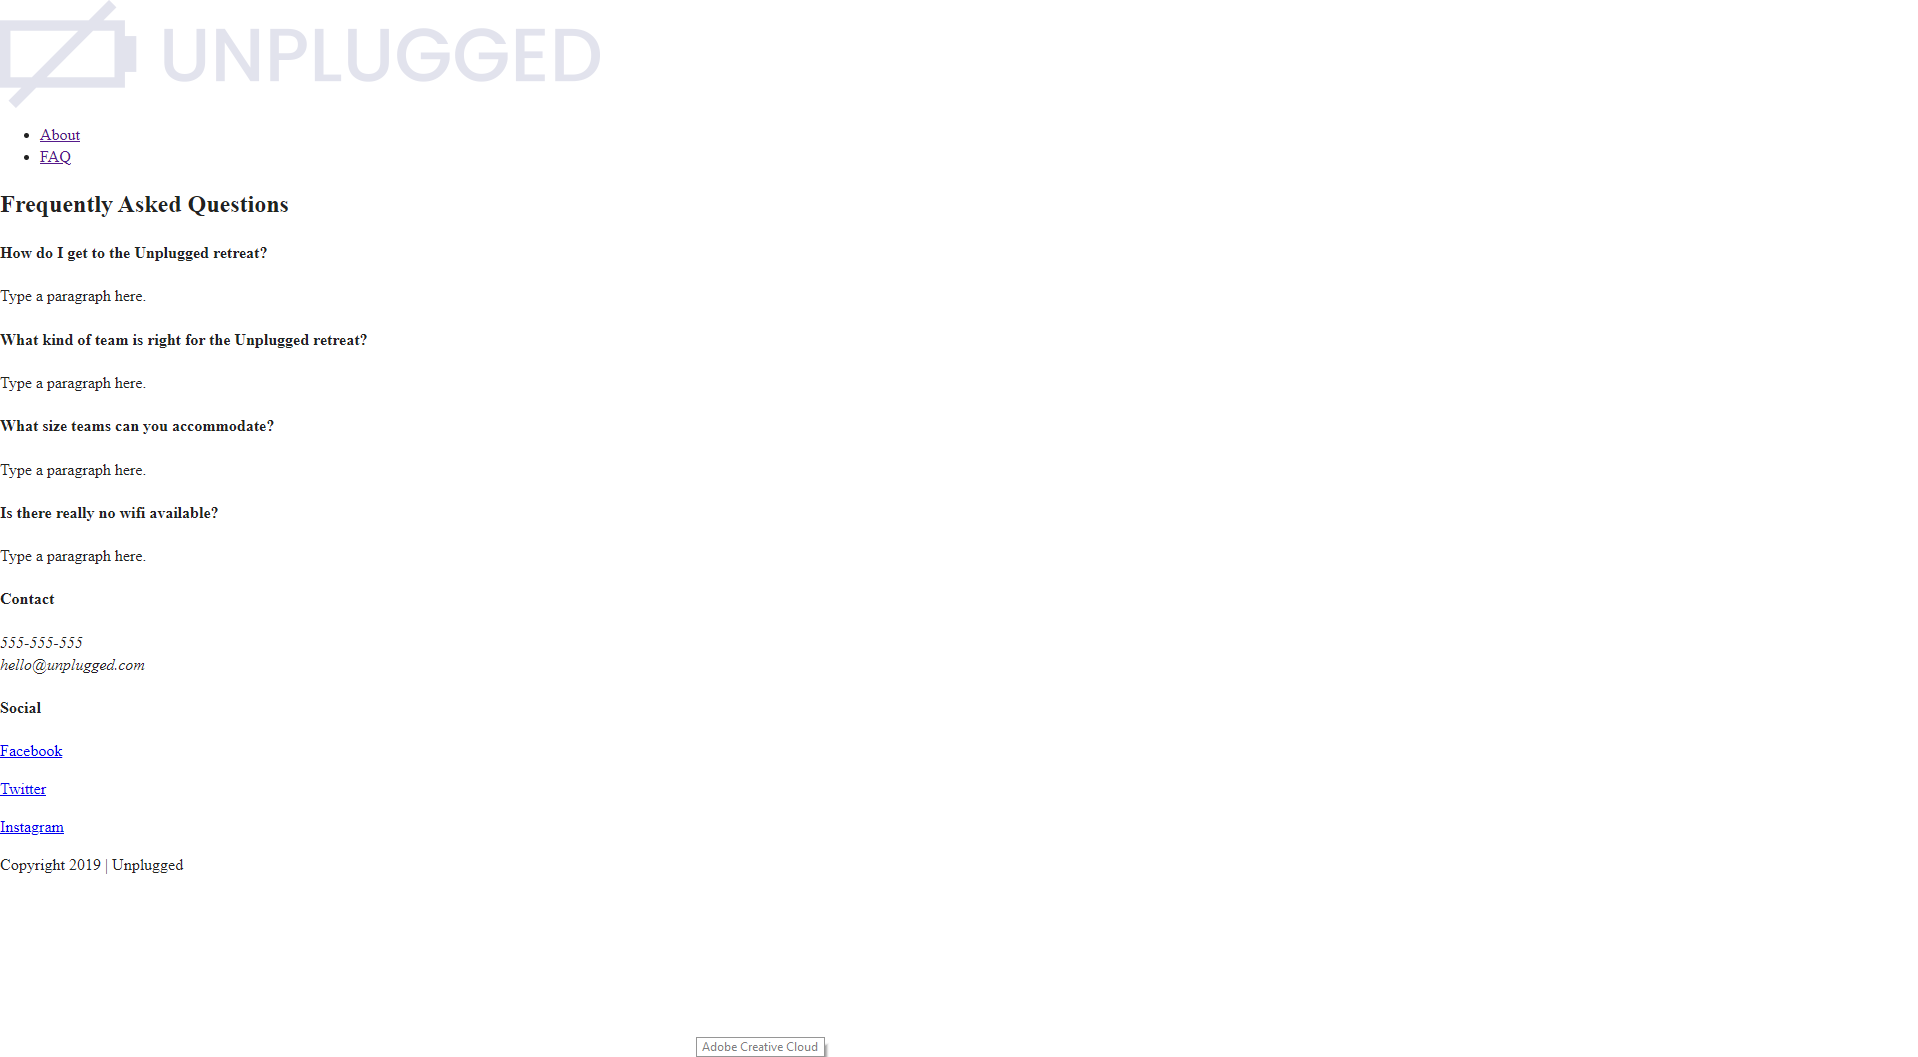 UNPLUGGED
About
FAQ
Frequently Asked Questions
How do I get to the Unplugged retreat?
Type a paragraph here.
What kind of team is right for the Unplugged retreat?
Type a paragraph here.
What size teams can you accommodate?
Type a paragraph here.
Is there really no wifi available?
Type a paragraph here.
Contact
555-555-555
hello@unplugged.com
Social
Facebook
Twitter
Instagram
Copyright 2019 | Unplugged
Adobe Creative Cloud